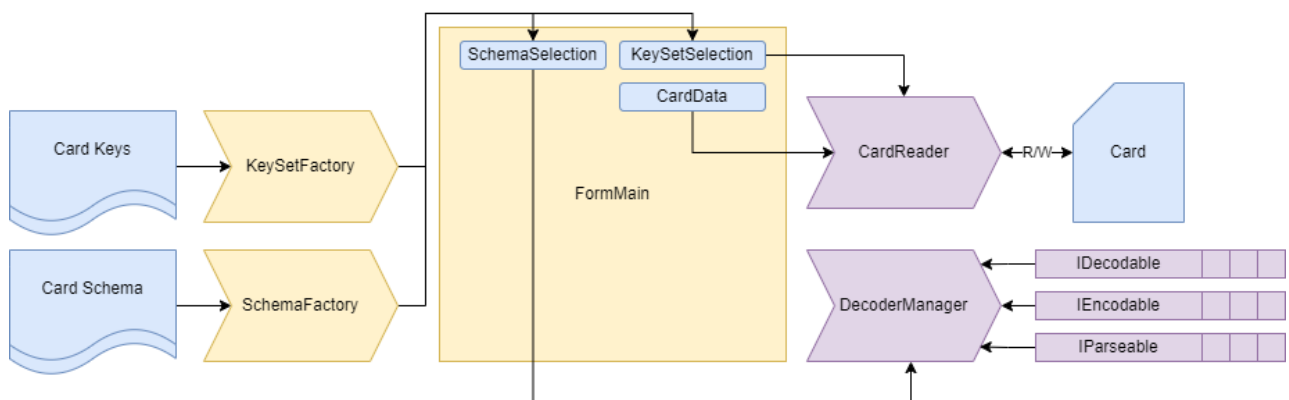 SchemaSelection
KeySetSelection
CardData
Card Keys
KeySetFactory
CardReader
R/W
Card
FormMain
Card Schema
SchemaFactory
DecoderManager
IDecodable
IEncodable
IParseable